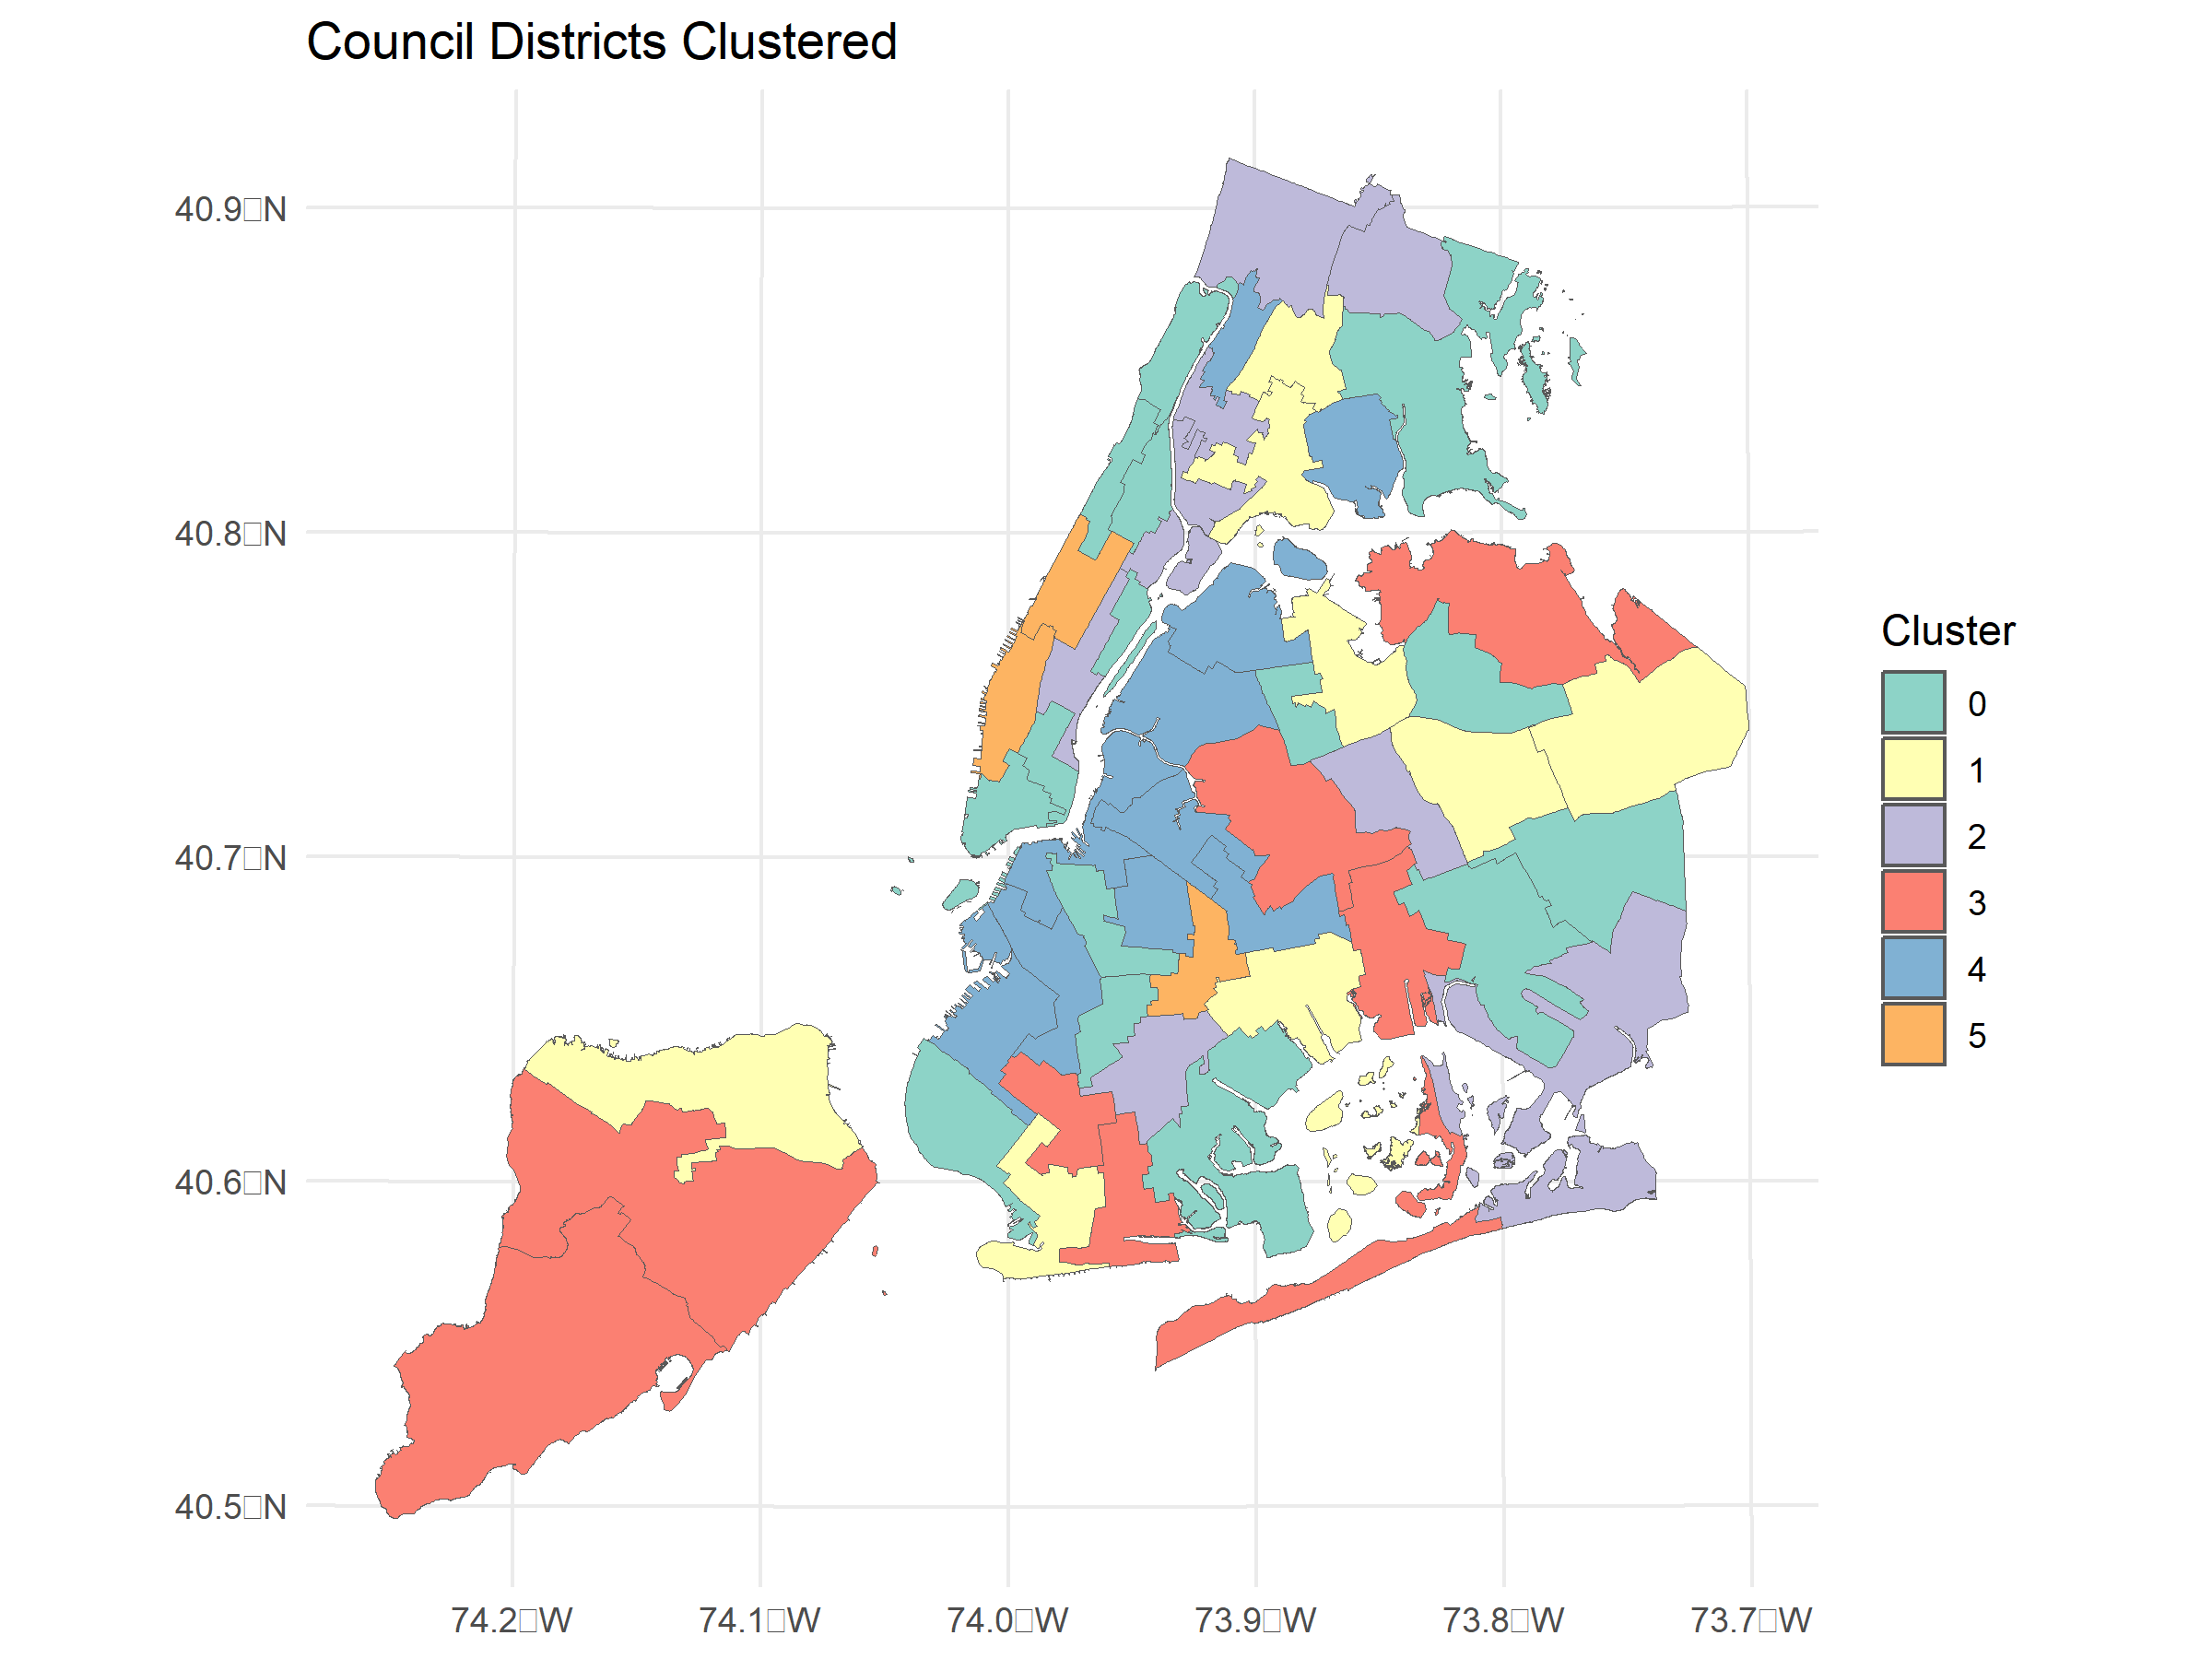 Council Districts Clustered
40.9□N
40.8□N
40.7□N
40.6□N
40.5□N
74.2□W 74.1□W 74.0□W 73.9□W 73.8□W 73.7□W
Cluster
0
1
2
3
4
5